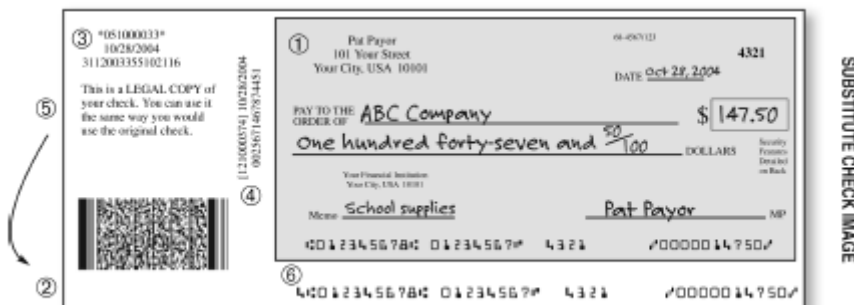 ③ *051000033*
10/28/2004
3112003355102116
⑤ This is a LEGAL COPY of
your check. You can use it
the same way you would
use the original check.
②
[121000374] 10/28/2004
0025671467874451
④
① Pat Payor
101 Your Street
Your City, USA 10101
4321
DATE Oct 28, 2004
PAY TO THE
ORDER OF ABC Company $ 147.50
One hundred forty-seven and 50/100 DOLLARS
Security
Features
Detailed
on Back
Your Financial Institution
Your City, USA 10101
Memo School supplies Pat Payor MP
⑆012345678⑆ 01234567⑈ 4321 ⑇0000014750⑇
⑥
4⑆012345678⑆ 01234567⑈ 4321 ⑇0000014750⑇
SUBSTITUTE CHECK IMAGE